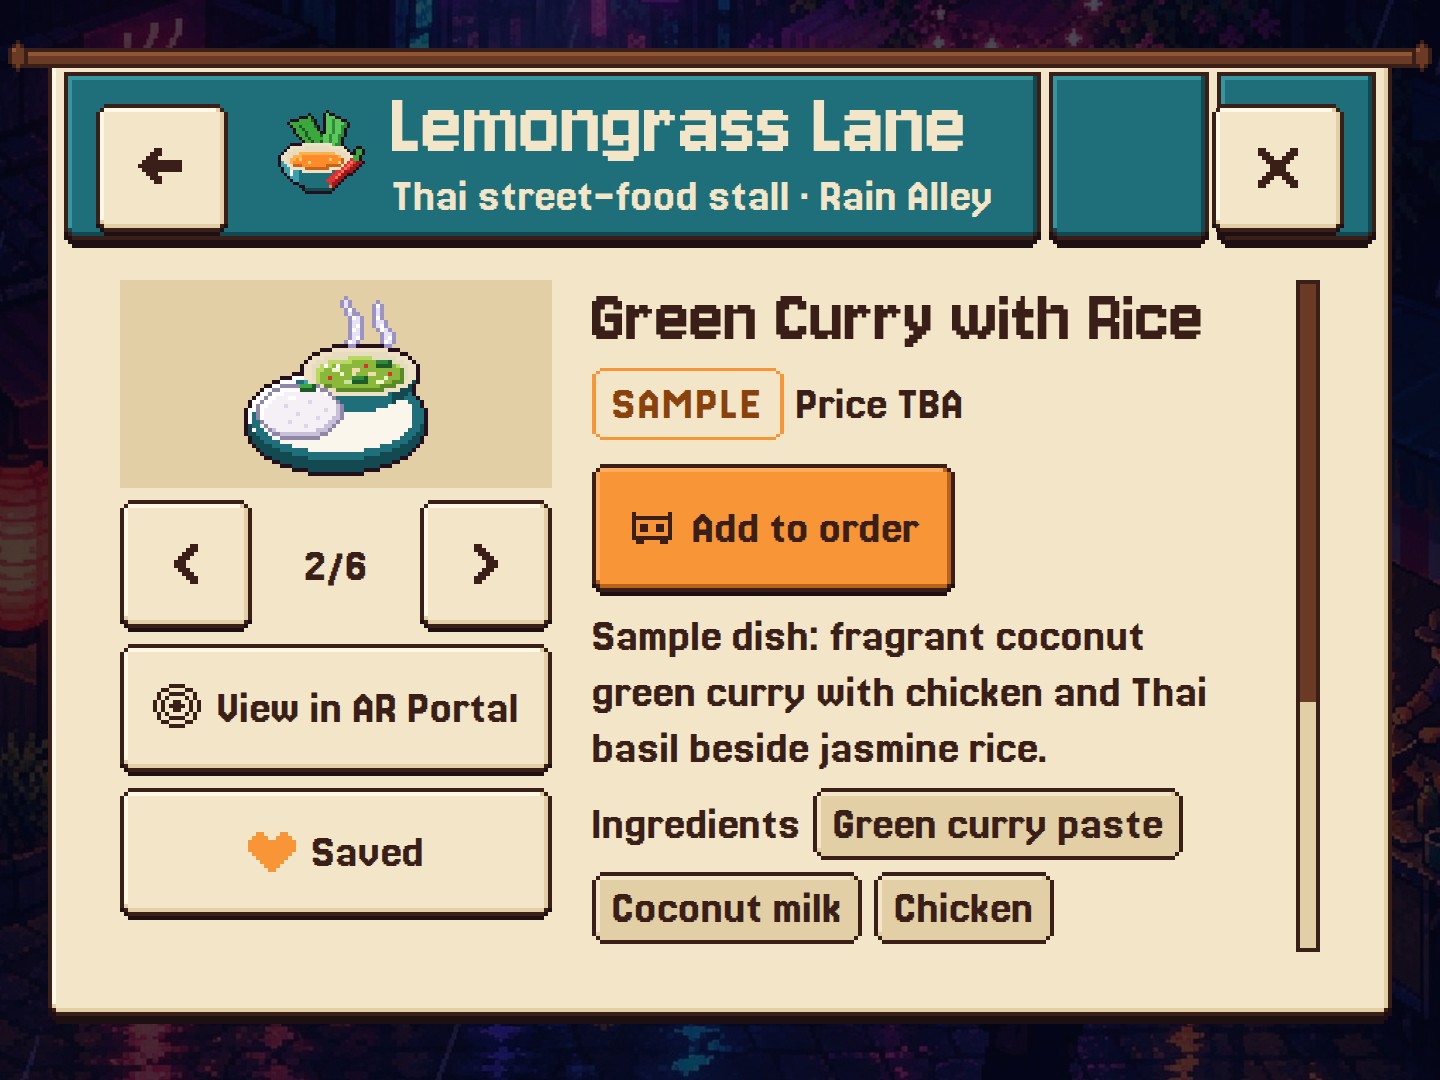 Lemongrass Lane
Thai street-food stall · Rain Alley
Green Curry with Rice
SAMPLE Price TBA
Add to order
2/6
View in AR Portal
Saved
Sample dish: fragrant coconut
green curry with chicken and Thai
basil beside jasmine rice.
Ingredients Green curry paste
Coconut milk Chicken